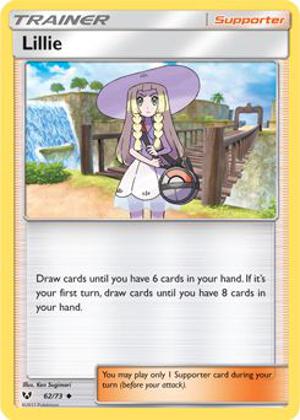 TRAINER Supporter
Lillie
Draw cards until you have 6 cards in your hand. If it's
your first turn, draw cards until you have 8 cards in
your hand.
Illus. Ken Sugimori
62/73
You may play only 1 Supporter card during your
turn (before your attack).
©2017 Pokémon